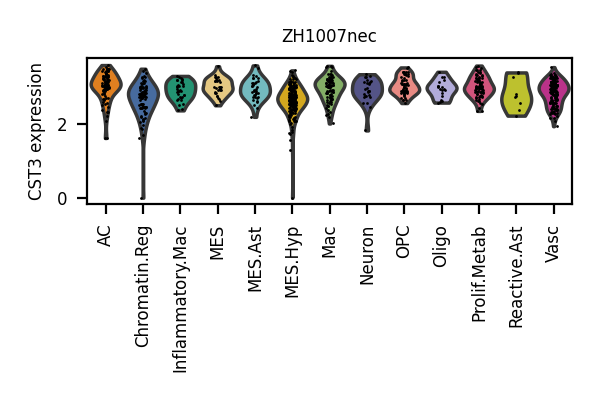 ZH1007nec
CST3 expression
2
0
AC
Chromatin.Reg
Inflammatory.Mac
MES
MES.Ast
MES.Hyp
Mac
Neuron
OPC
Oligo
Prolif.Metab
Reactive.Ast
Vasc